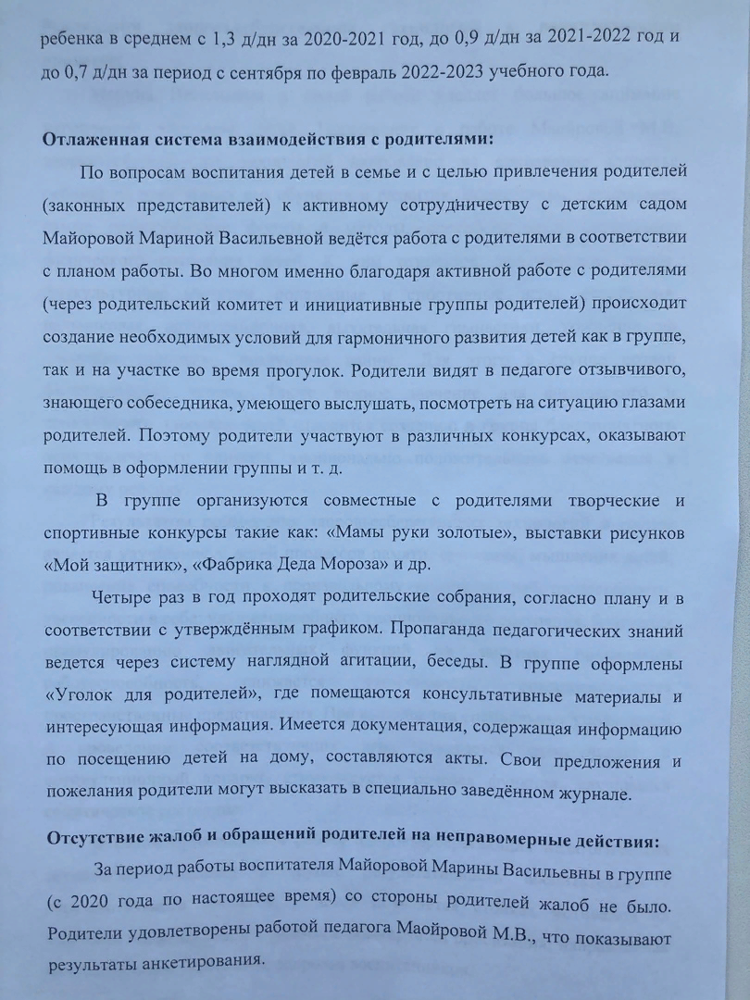 ребенка в среднем с 1,3 д/дн за 2020-2021 год, до 0,9 д/дн за 2021-2022 год и
до 0,7 д/дн за период с сентября по февраль 2022-2023 учебного года.
Отлаженная система взаимодействия с родителями:
По вопросам воспитания детей в семье и с целью привлечения родителей
(законных представителей) к активному сотрудничеству с детским садом
Майоровой Мариной Васильевной ведётся работа с родителями в соответствии
с планом работы. Во многом именно благодаря активной работе с родителями
(через родительский комитет и инициативные группы родителей) происходит
создание необходимых условий для гармоничного развития детей как в группе,
так и на участке во время прогулок. Родители видят в педагоге отзывчивого,
знающего собеседника, умеющего выслушать, посмотреть на ситуацию глазами
родителей. Поэтому родители участвуют в различных конкурсах, оказывают
помощь в оформлении группы и т. д.
В группе организуются совместные с родителями творческие и
спортивные конкурсы такие как: «Мамы руки золотые», выставки рисунков
«Мой защитник», «Фабрика Деда Мороза» и др.
Четыре раз в год проходят родительские собрания, согласно плану и в
соответствии с утверждённым графиком. Пропаганда педагогических знаний
ведется через систему наглядной агитации, беседы. В группе оформлены
«Уголок для родителей», где помещаются консультативные материалы и
интересующая информация. Имеется документация, содержащая информацию
по посещению детей на дому, составляются акты. Свои предложения и
пожелания родители могут высказать в специально заведённом журнале.
Отсутствие жалоб и обращений родителей на неправомерные действия:
За период работы воспитателя Майоровой Марины Васильевны в группе
(с 2020 года по настоящее время) со стороны родителей жалоб не было.
Родители удовлетворены работой педагога Маойровой М.В., что показывают
результаты анкетирования.